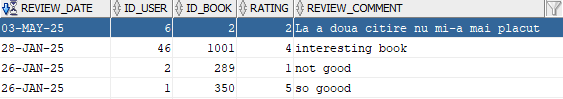 REVIEW_DATE ID_USER ID_BOOK RATING REVIEW_COMMENT
03-MAY-25 6 2 2 La a doua citire nu mi-a mai placut
28-JAN-25 46 1001 4 interesting book
26-JAN-25 2 289 1 not good
26-JAN-25 1 350 5 so goood